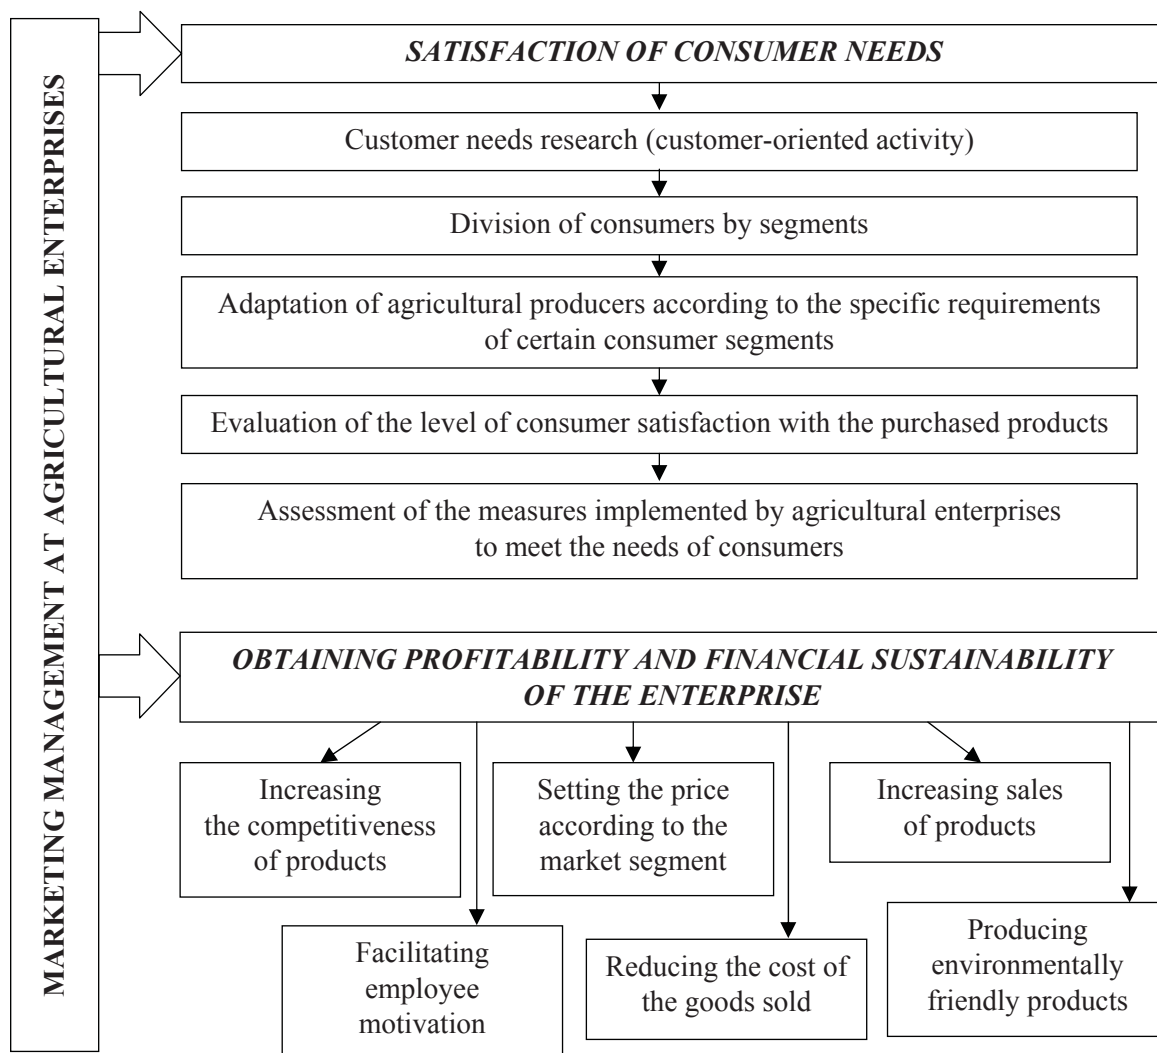 MARKETING MANAGEMENT AT AGRICULTURAL ENTERPRISES
SATISFACTION OF CONSUMER NEEDS
Customer needs research (customer-oriented activity)
Division of consumers by segments
Adaptation of agricultural producers according to the specific requirements
of certain consumer segments
Evaluation of the level of consumer satisfaction with the purchased products
Assessment of the measures implemented by agricultural enterprises
to meet the needs of consumers
OBTAINING PROFITABILITY AND FINANCIAL SUSTAINABILITY
OF THE ENTERPRISE
Increasing
the competitiveness
of products
Setting the price
according to the
market segment
Increasing sales
of products
Facilitating
employee
motivation
Reducing the cost of
the goods sold
Producing
environmentally
friendly products